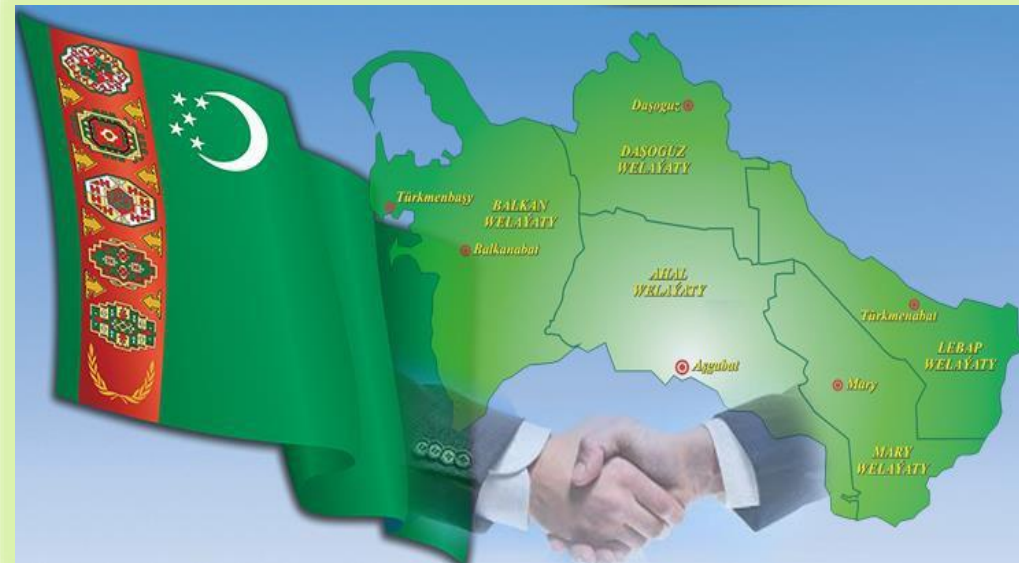 Daşoguz
DAŞOGUZ
WELAÝATY
Türkmenbaşy
BALKAN
WELAÝATY
Balkanabat
AHAL
WELAÝATY
Türkmenabat
LEBAP
WELAÝATY
Aşgabat
Mary
MARY
WELAÝATY